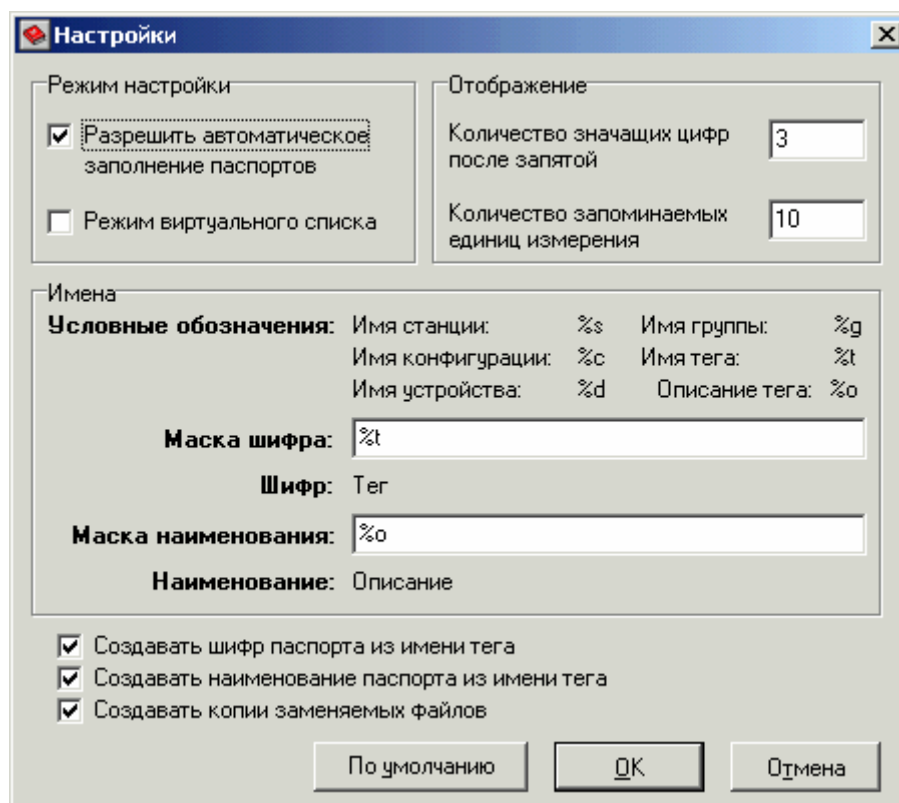 Настройки
Режим настройки
Разрешить автоматическое
заполнение паспортов
Режим виртуального списка
Отображение
Количество значащих цифр
после запятой
3
Количество запоминаемых
единиц измерения
10
Имена
Условные обозначения: Имя станции: %s Имя группы: %g
Имя конфигурации: %c Имя тега: %t
Имя устройства: %d Описание тега: %o
Маска шифра: %t
Шифр: Тег
Маска наименования: %o
Наименование: Описание
Создавать шифр паспорта из имени тега
Создавать наименование паспорта из имени тега
Создавать копии заменяемых файлов
По умолчанию OK Отмена